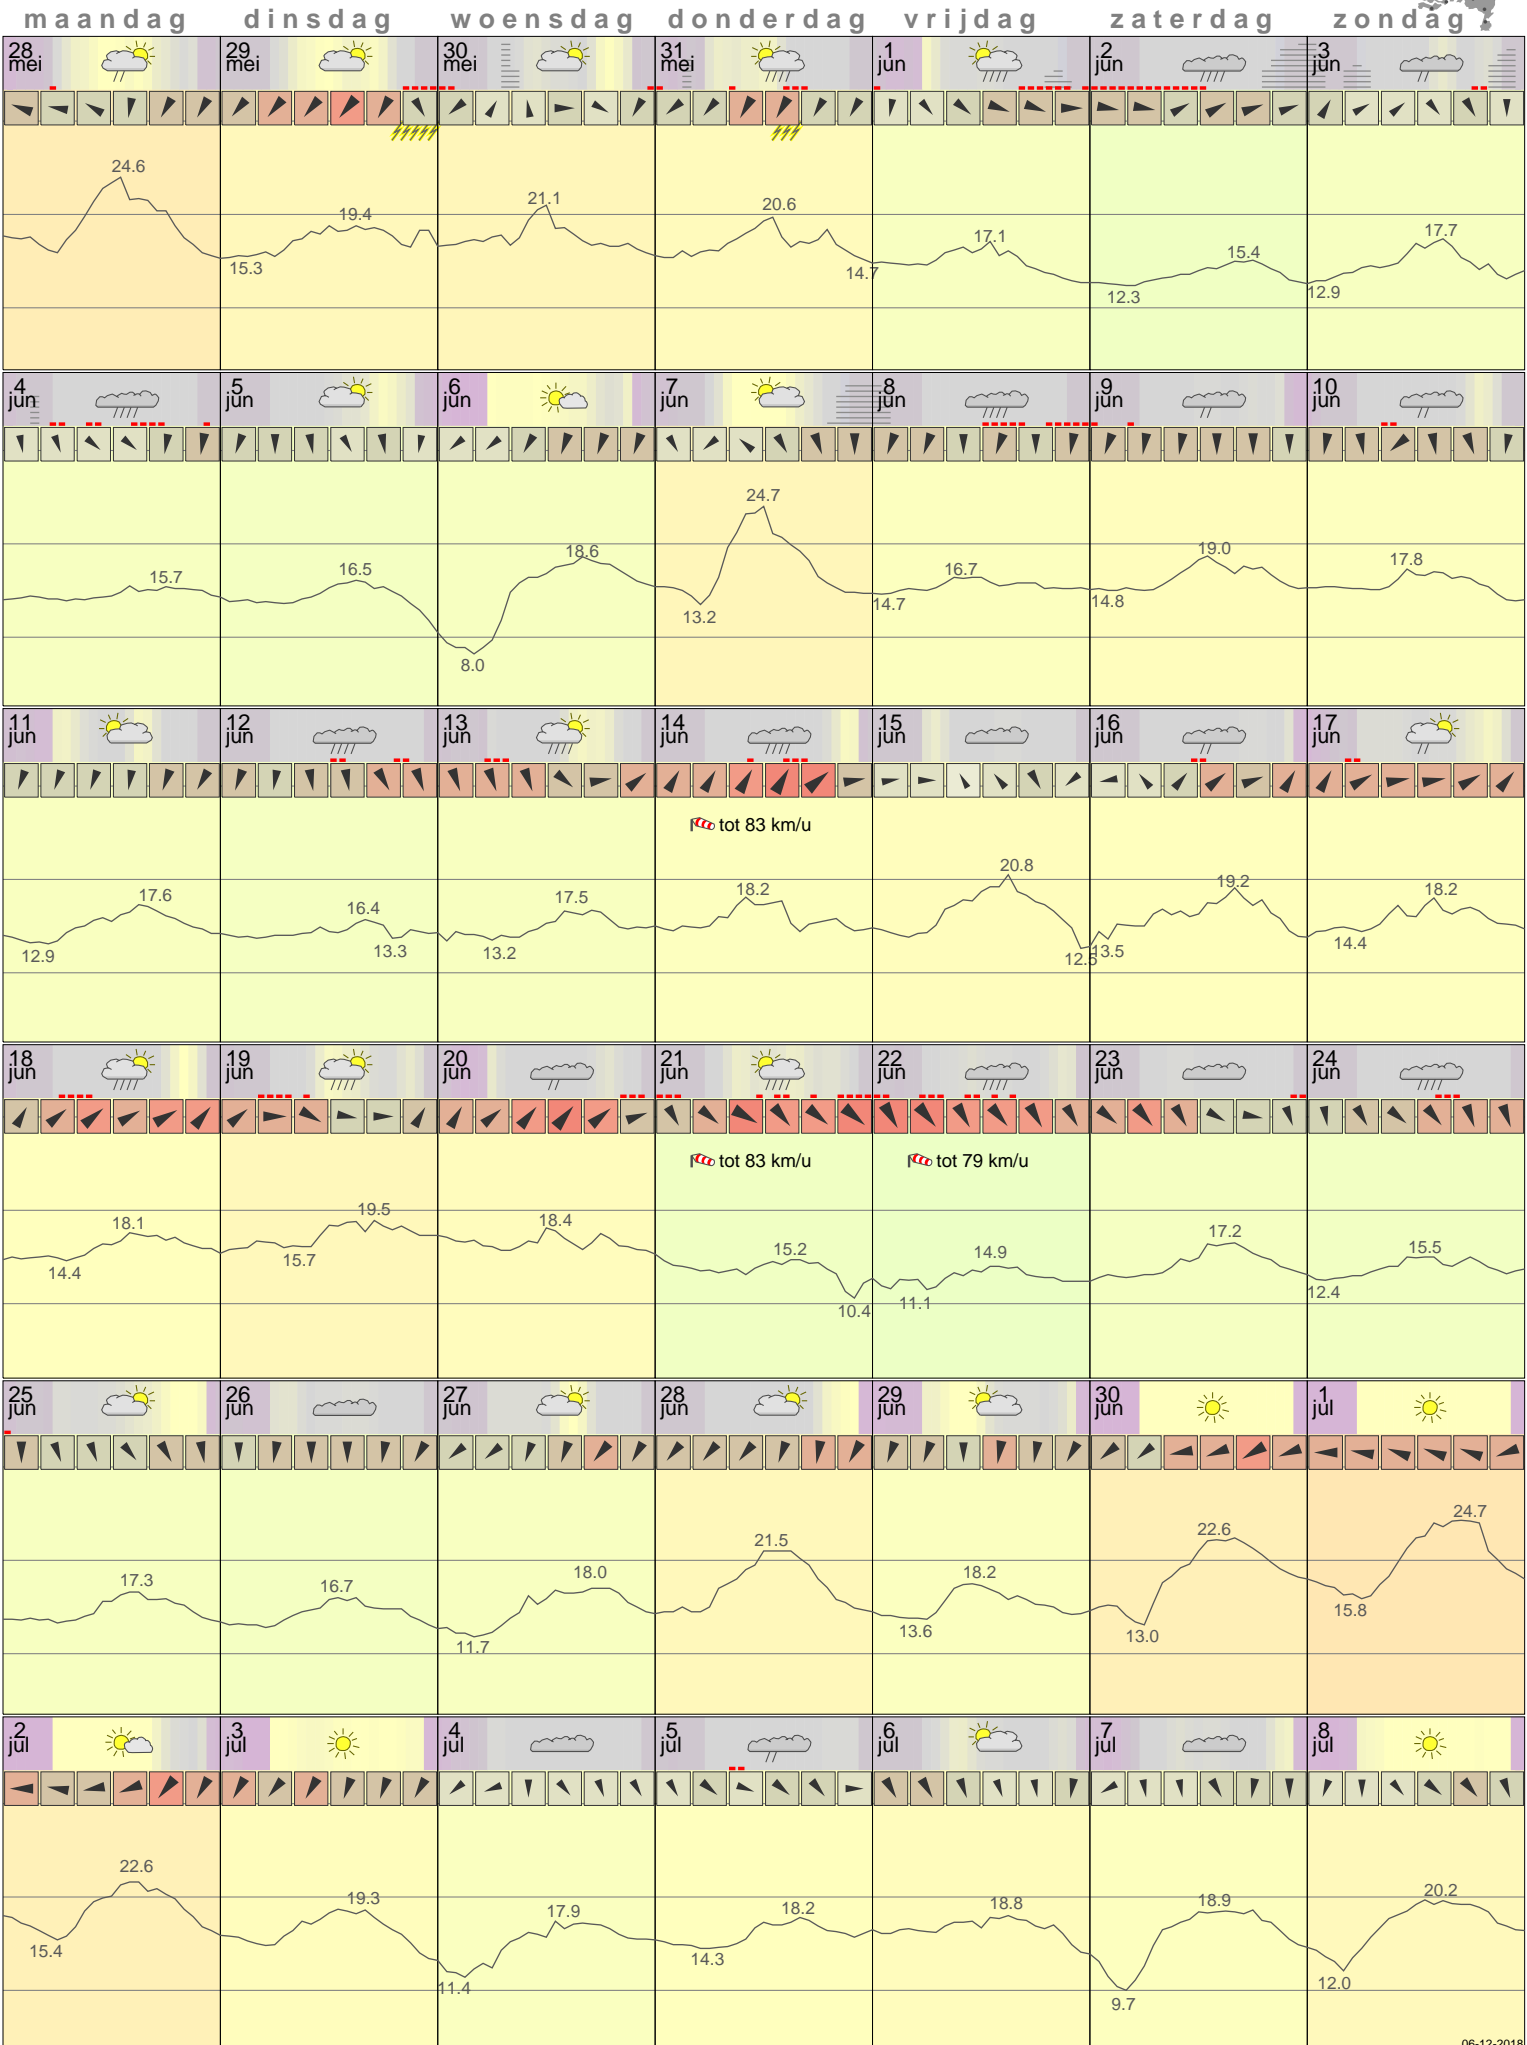 maandag dinsdag woensdag donderdag vrijdag zaterdag zondag
28 mei 29 mei 30 mei 31 mei 1 jun 2 jun 3 jun
24.6 15.3 19.4 21.1 20.6 14.7 17.1 12.3 15.4 12.9 17.7
4 jun 5 jun 6 jun 7 jun 8 jun 9 jun 10 jun
15.7 16.5 8.0 18.6 13.2 24.7 14.7 16.7 14.8 19.0 17.8
11 jun 12 jun 13 jun 14 jun 15 jun 16 jun 17 jun
tot 83 km/u
12.9 17.6 16.4 13.3 13.2 17.5 18.2 20.8 13.5 19.2 14.4 18.2
18 jun 19 jun 20 jun 21 jun 22 jun 23 jun 24 jun
tot 83 km/u tot 79 km/u
14.4 18.1 15.7 19.5 18.4 15.2 10.4 11.1 14.9 17.2 12.4 15.5
25 jun 26 jun 27 jun 28 jun 29 jun 30 jun 1 jul
17.3 16.7 11.7 18.0 21.5 13.6 18.2 13.0 22.6 15.8 24.7
2 jul 3 jul 4 jul 5 jul 6 jul 7 jul 8 jul
15.4 22.6 19.3 11.4 17.9 14.3 18.2 18.8 9.7 18.9 12.0 20.2
06-12-2018